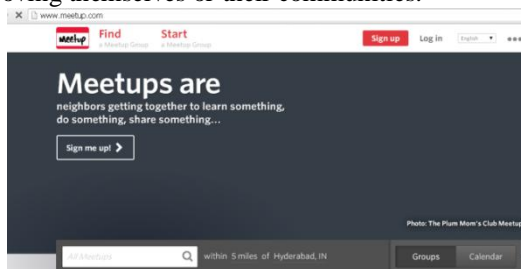 oving themselves or their communities.
www.meetup.com
Meetup
Find
a Meetup Group
Start
a Meetup Group
Sign up
Log in
English
Meetups are
neighbors getting together to learn something,
do something, share something...
Sign me up!
Photo: The Plum Mom's Club Meetup
All Meetups
within 5 miles of Hyderabad, IN
Groups
Calendar